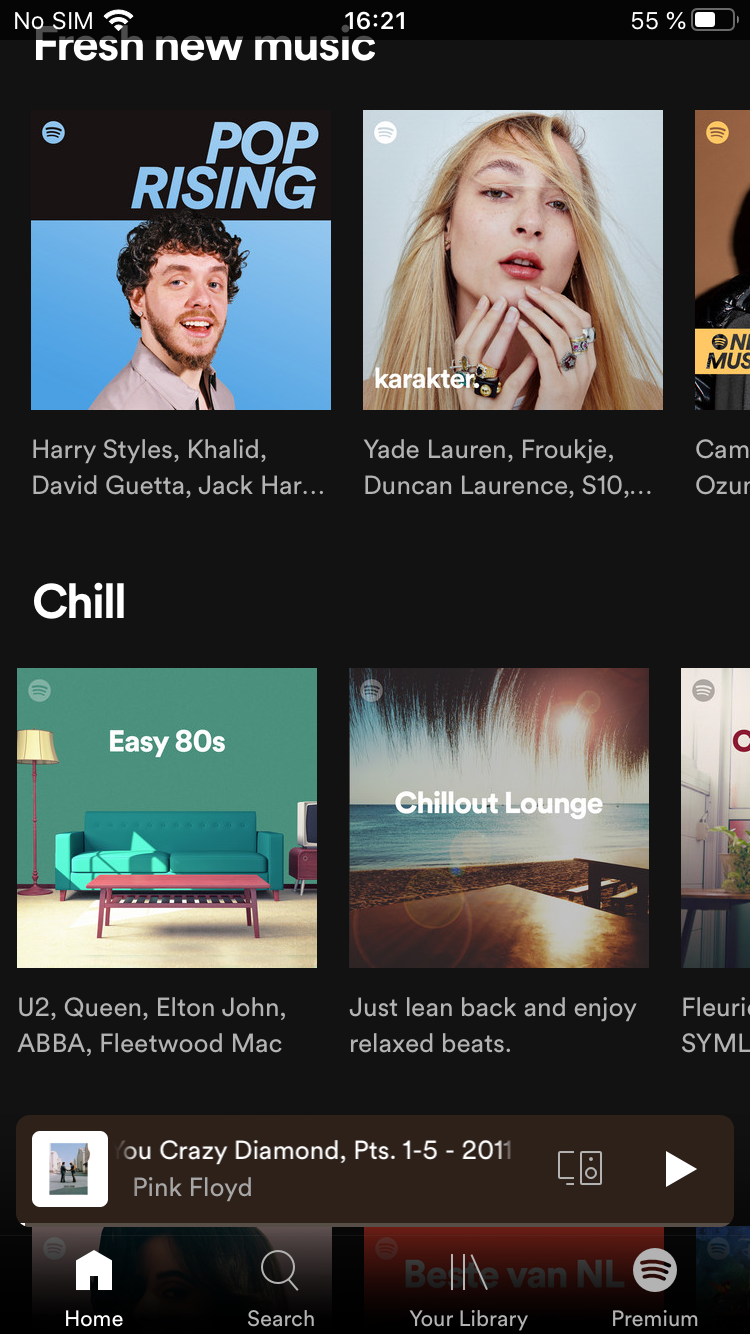 No SIM 16:21 55 %
Fresh new music
POP
RISING
karakter.
Harry Styles, Khalid,
David Guetta, Jack Har...
Yade Lauren, Froukje,
Duncan Laurence, S10,...
Cam
Ozur
Chill
Easy 80s
Chillout Lounge
U2, Queen, Elton John,
ABBA, Fleetwood Mac
Just lean back and enjoy
relaxed beats.
Fleuri
SYML
You Crazy Diamond, Pts. 1-5 - 2011
Pink Floyd
Beste van NL
Home
Search
Your Library
Premium